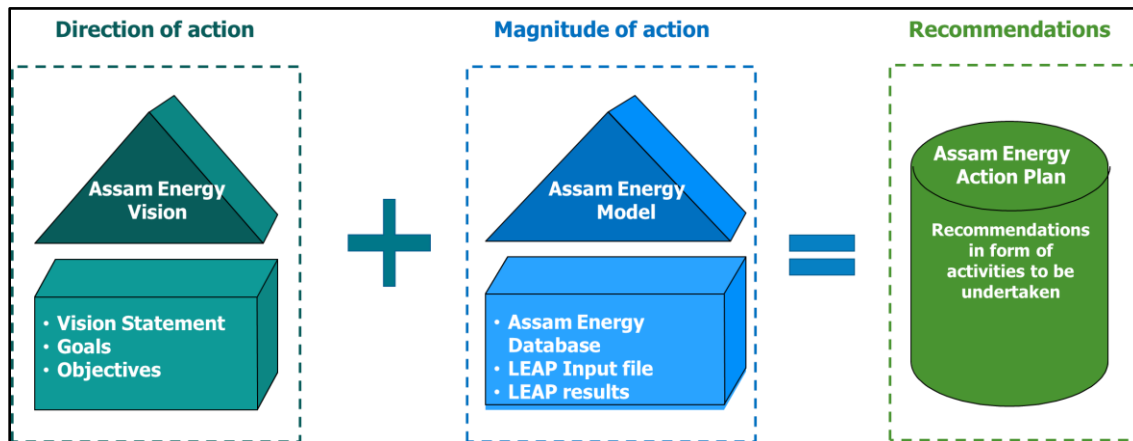 Direction of action
Assam Energy
Vision
• Vision Statement
• Goals
• Objectives
Magnitude of action
Assam Energy
Model
• Assam Energy
Database
• LEAP Input file
• LEAP results
Recommendations
Assam Energy
Action Plan
Recommendations
in form of
activities to be
undertaken